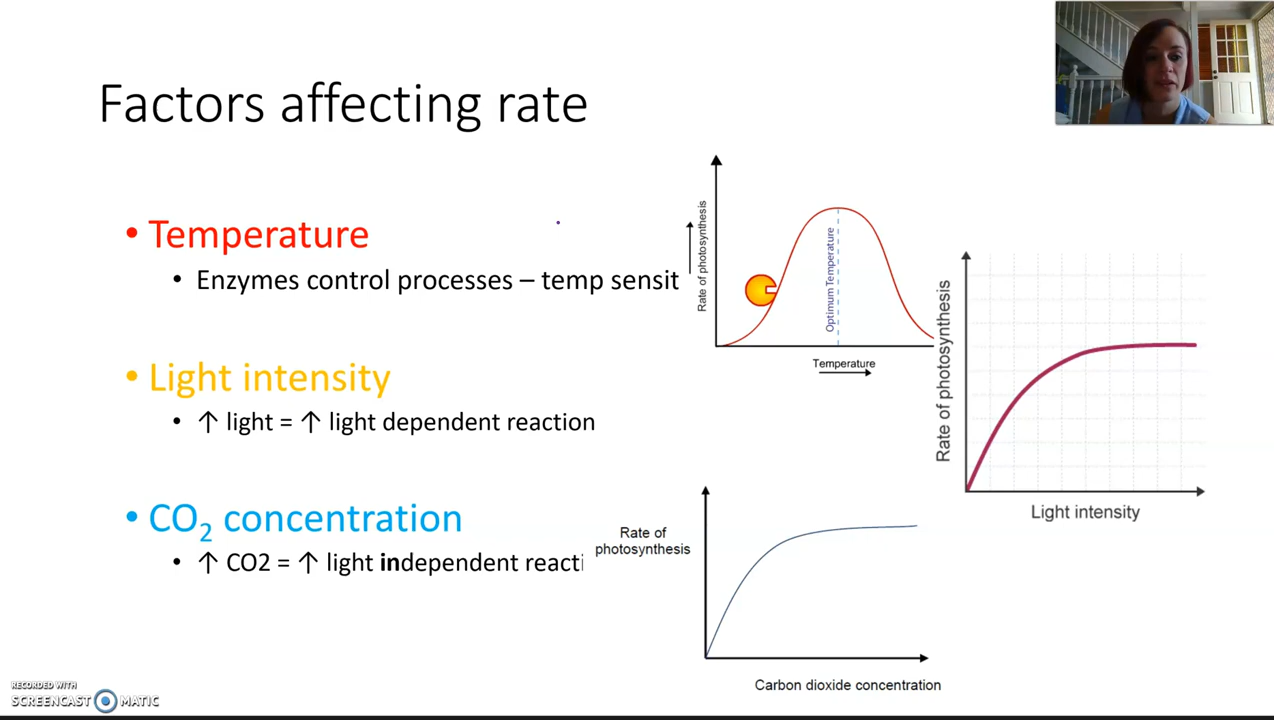 Factors affecting rate
• Temperature
• Enzymes control processes – temp sensit
• Light intensity
• ↑ light = ↑ light dependent reaction
• CO₂ concentration
• ↑ CO2 = ↑ light independent reacti
Rate of photosynthesis
Optimum Temperature
Temperature
Rate of photosynthesis
Light intensity
Rate of
photosynthesis
Carbon dioxide concentration
RECORDED WITH
SCREENCAST MATIC